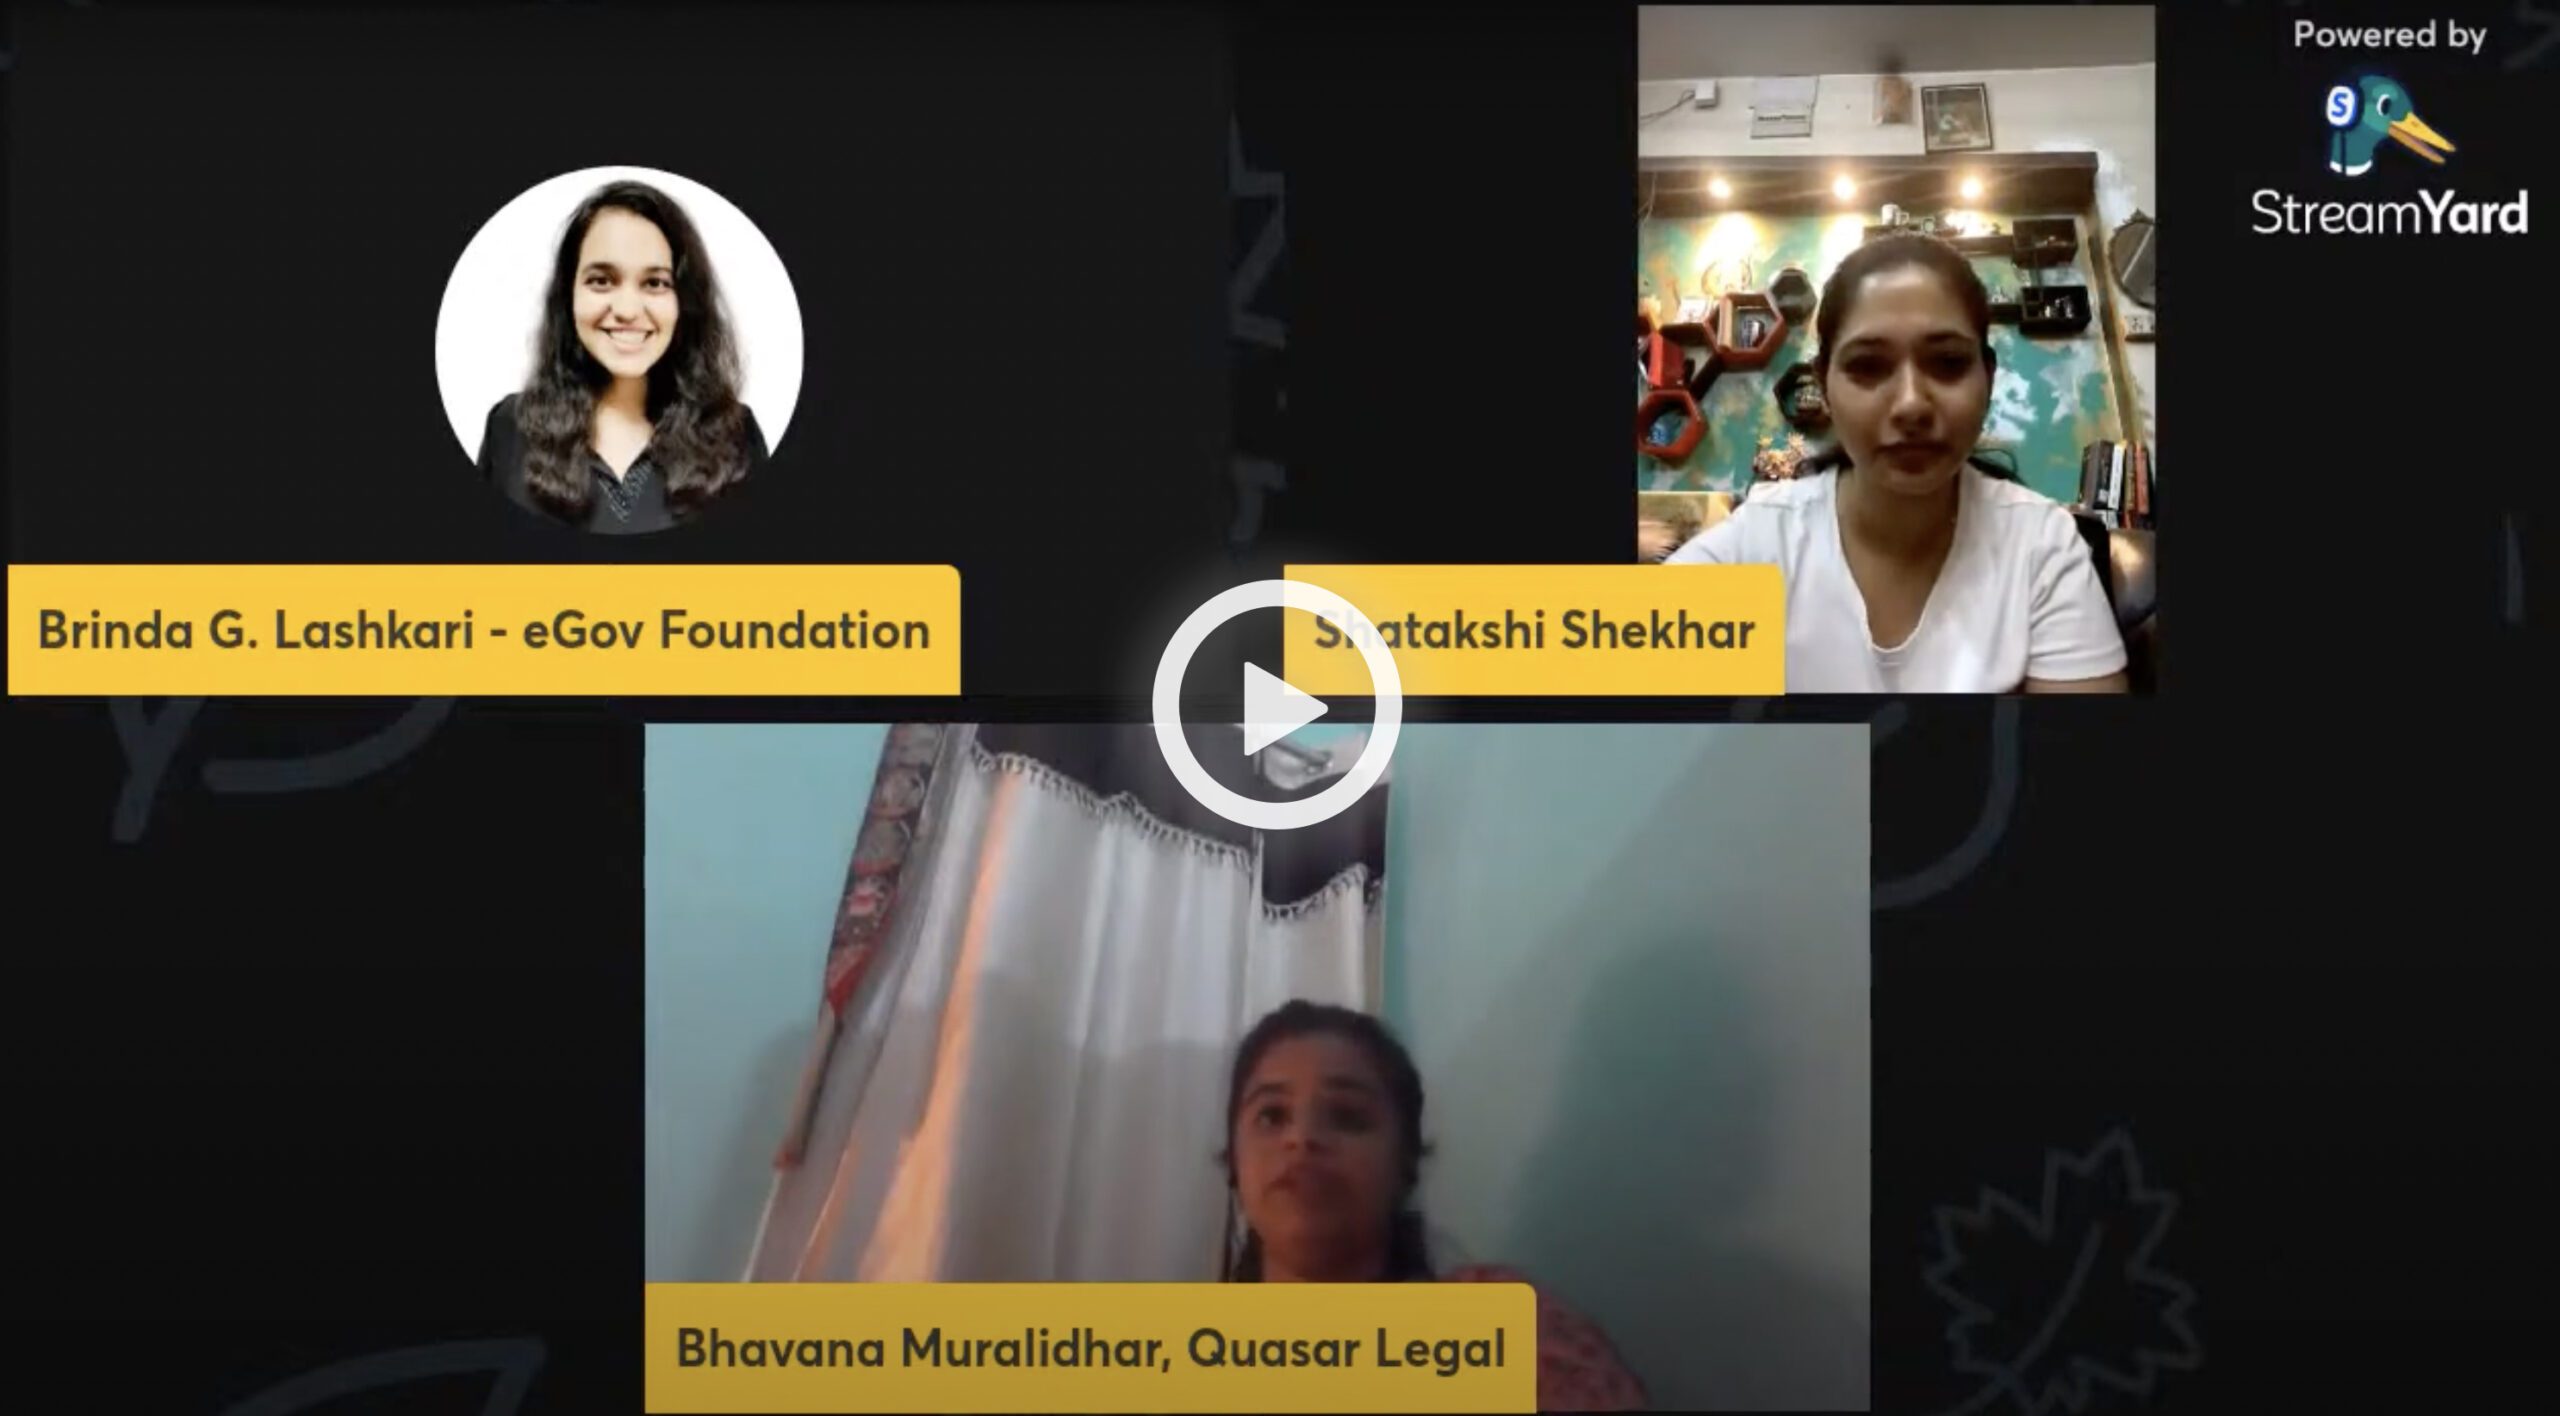 Powered by
S
StreamYard
Brinda G. Lashkari - eGov Foundation
Shatakshi Shekhar
Bhavana Muralidhar, Quasar Legal